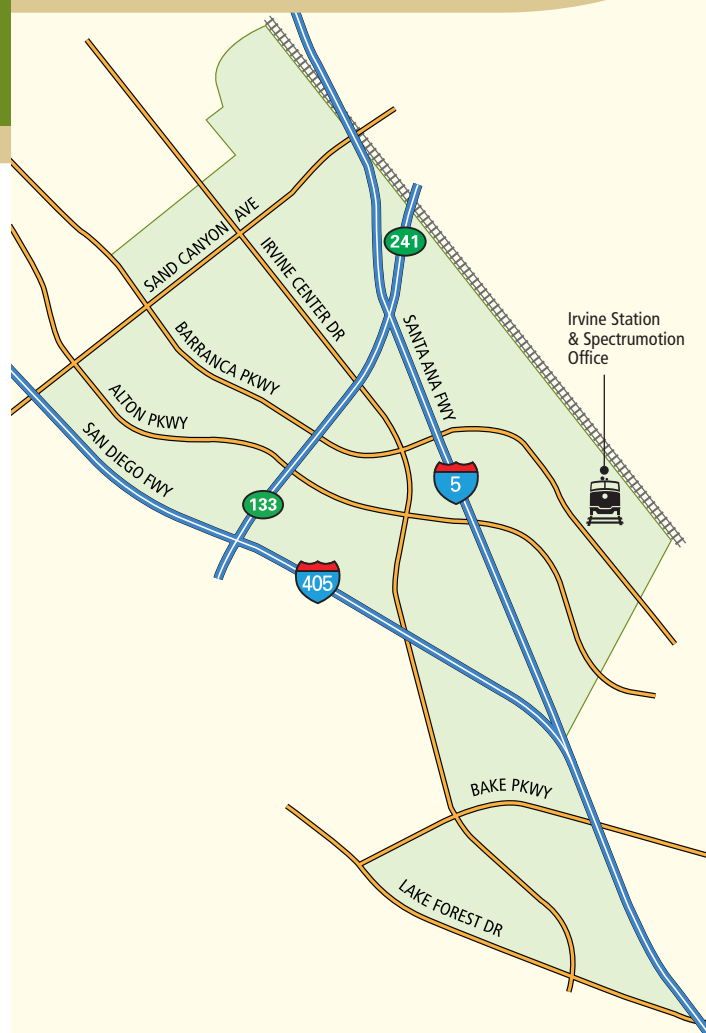 SAND CANYON AVE
241
IRVINE CENTER DR
Irvine Station
& Spectrumotion
Office
SANTA ANA FWY
BARRANCA PKWY
ALTON PKWY
SAN DIEGO FWY
5
133
405
BAKE PKWY
LAKE FOREST DR